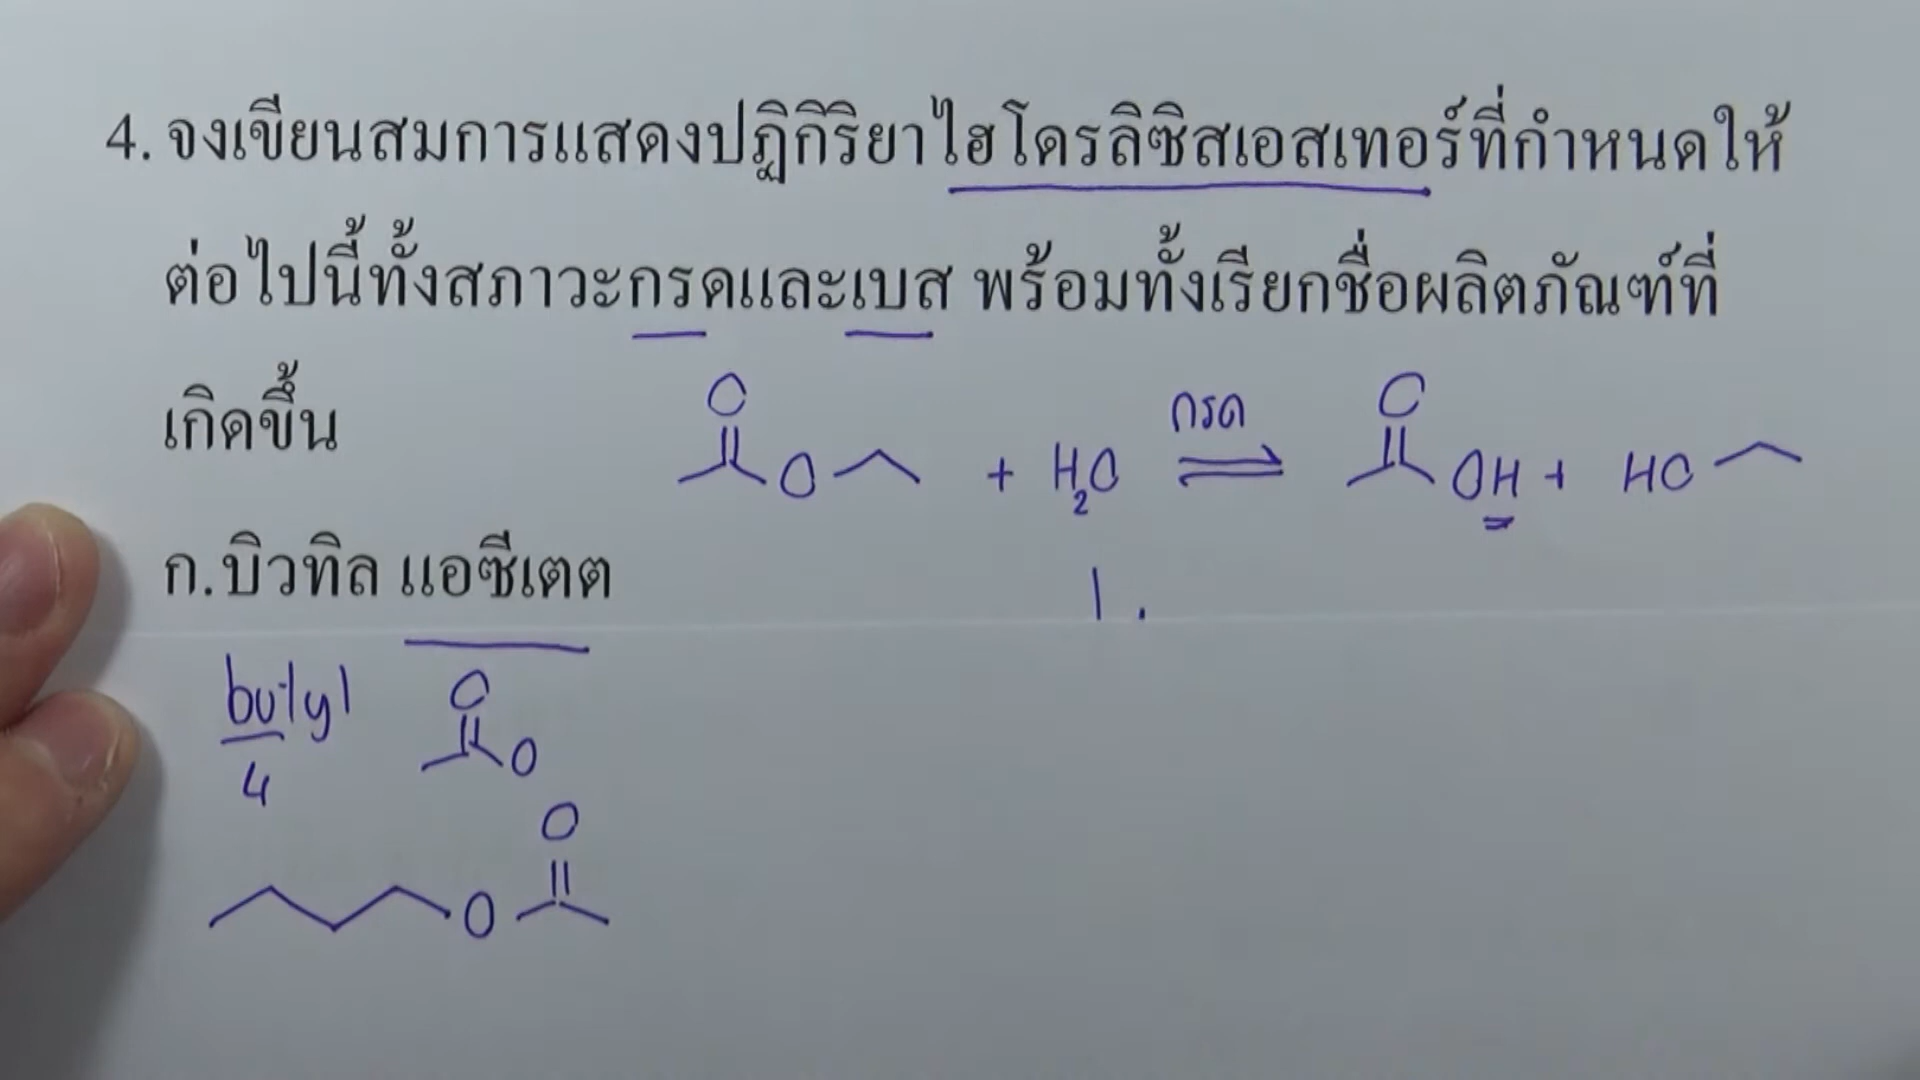 4. จงเขียนสมการแสดงปฏิกิริยาไฮโดรลิซิสเอสเทอร์ที่กำหนดให้
ต่อไปนี้ทั้งสภาวะกรดและเบส พร้อมทั้งเรียกชื่อผลิตภัณฑ์ที่
เกิดขึ้น
O O + H2O กรด O OH + HO
ก. บิวทิล แอซีเตต
1.
butyl O O
4
O O